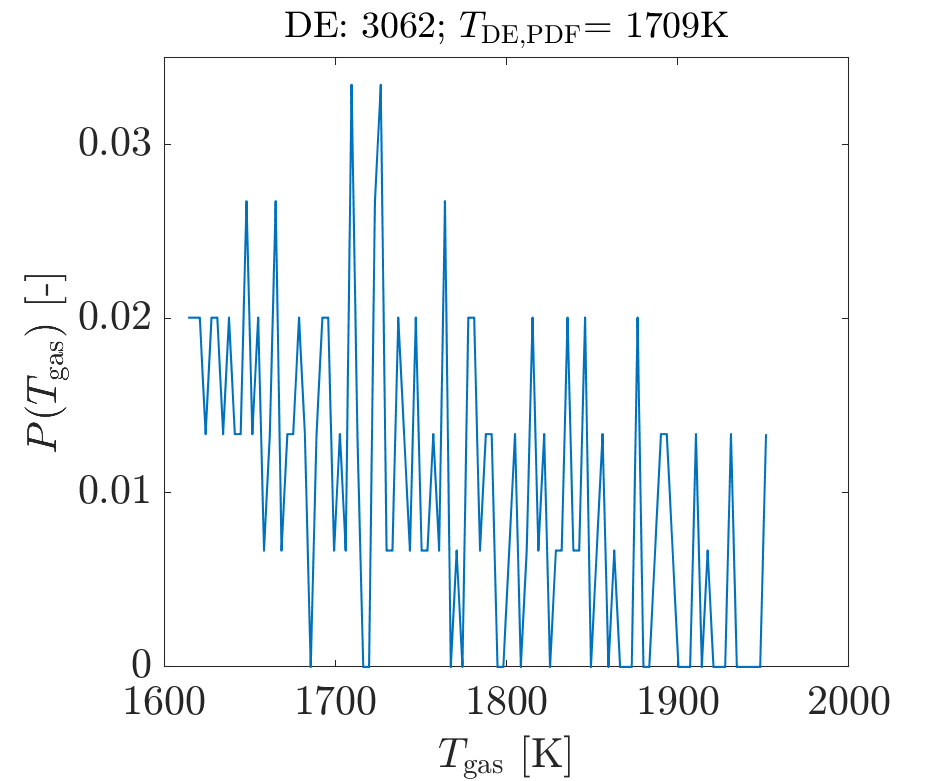 DE: 3062; T_DE,PDF= 1709K
0.03
0.02
0.01
0
P(T_gas) [-]
1600 1700 1800 1900 2000
T_gas [K]